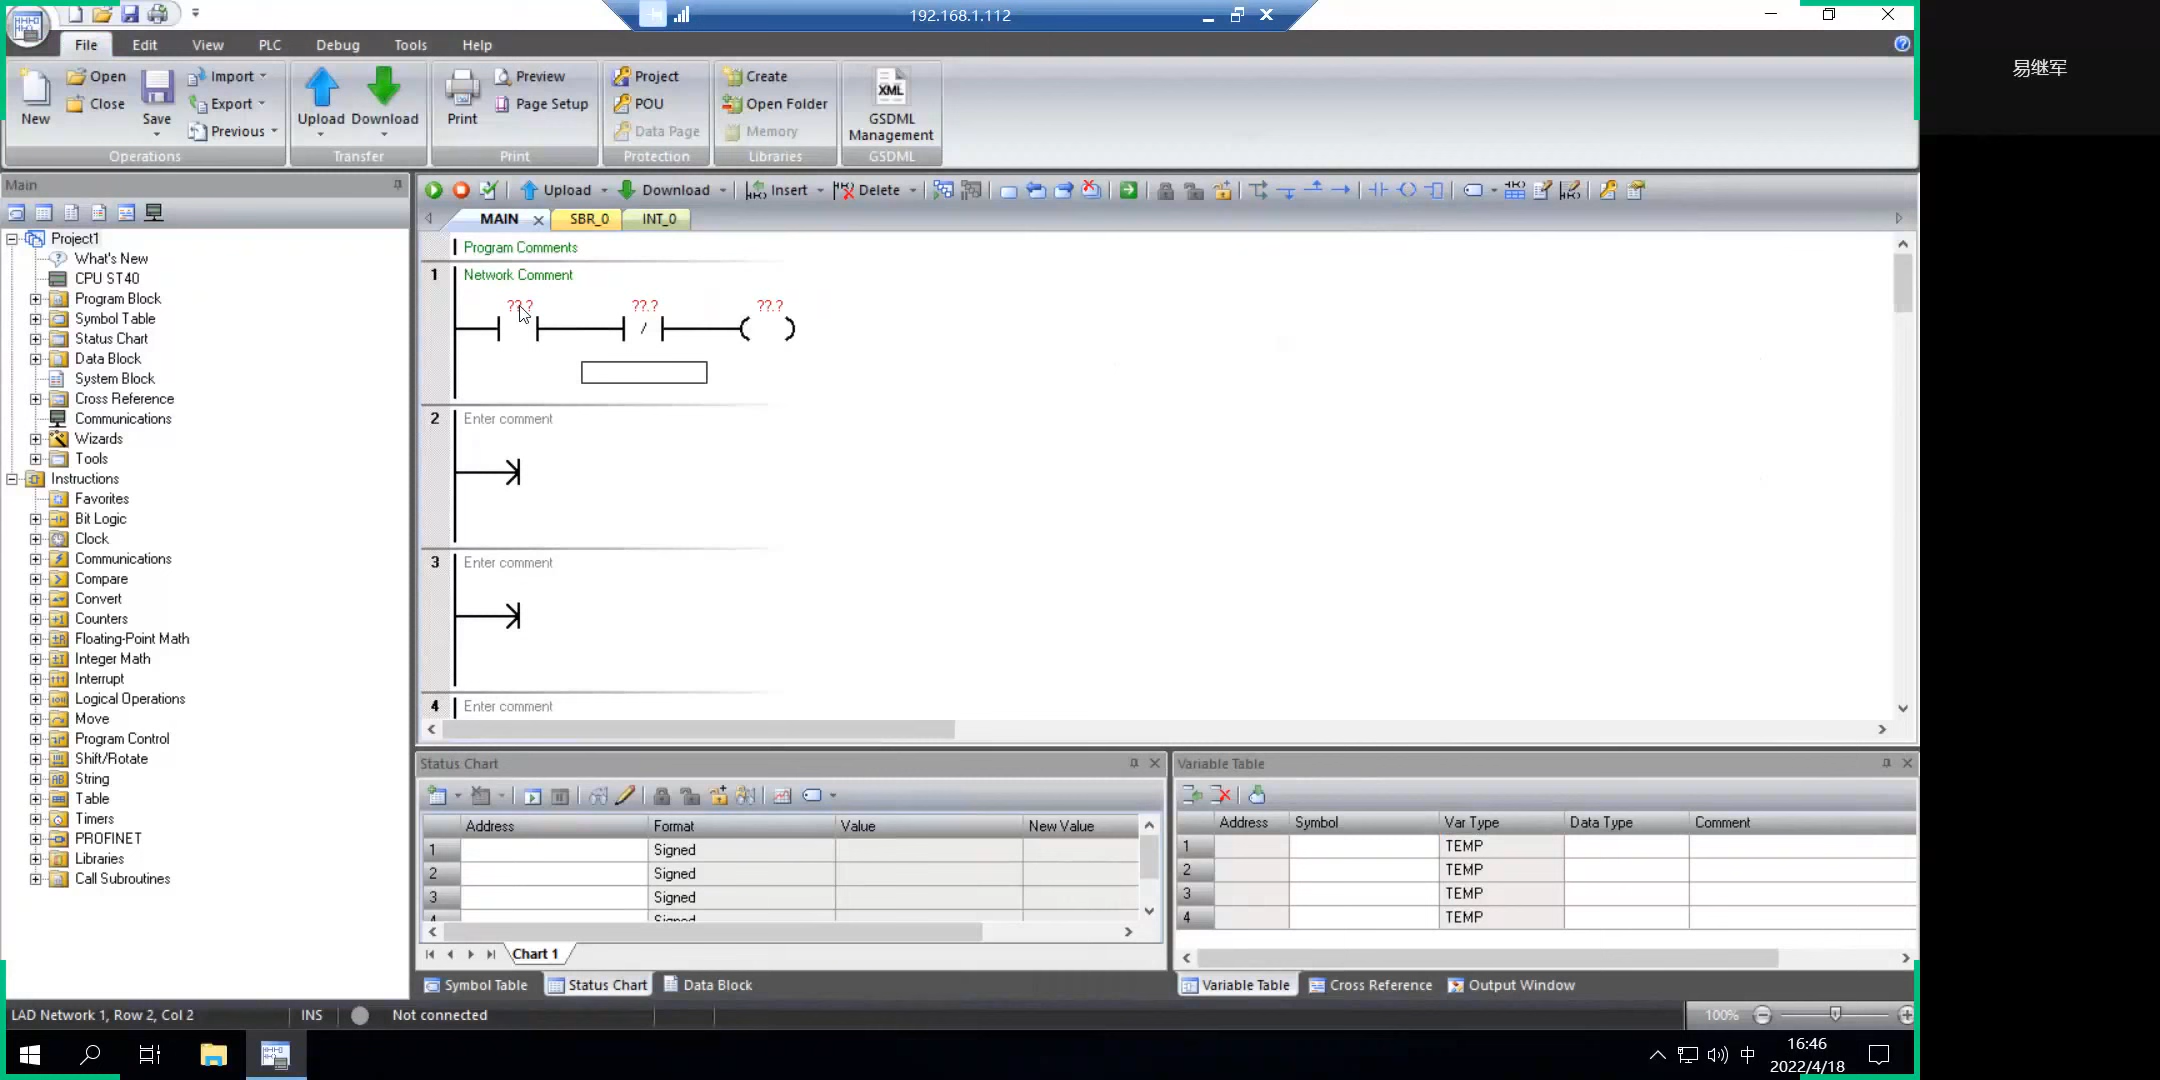 192.168.1.112
易继军
File Edit View PLC Debug Tools Help
New
Open
Close
Save
Import
Export
Previous
Operations
Upload
Download
Transfer
Print
Preview
Page Setup
Print
Project
POU
Data Page
Protection
Create
Open Folder
Memory
Libraries
XML
GSDML
Management
GSDML
Main
Upload Download Insert Delete
MAIN SBR_0 INT_0
Project1
What's New
CPU ST40
Program Block
Symbol Table
Status Chart
Data Block
System Block
Cross Reference
Communications
Wizards
Tools
Instructions
Favorites
Bit Logic
Clock
Communications
Compare
Convert
Counters
Floating-Point Math
Integer Math
Interrupt
Logical Operations
Move
Program Control
Shift/Rotate
String
Table
Timers
PROFINET
Libraries
Call Subroutines
Program Comments
1 Network Comment
??.? ??.? ??.?
/
2 Enter comment
3 Enter comment
4 Enter comment
Status Chart
Address Format Value New Value
1 Signed
2 Signed
3 Signed
4 Signed
Chart 1
Symbol Table Status Chart Data Block
Variable Table
Address Symbol Var Type Data Type Comment
1 TEMP
2 TEMP
3 TEMP
4 TEMP
Variable Table Cross Reference Output Window
LAD Network 1, Row 2, Col 2 INS Not connected 100%
中
16:46
2022/4/18